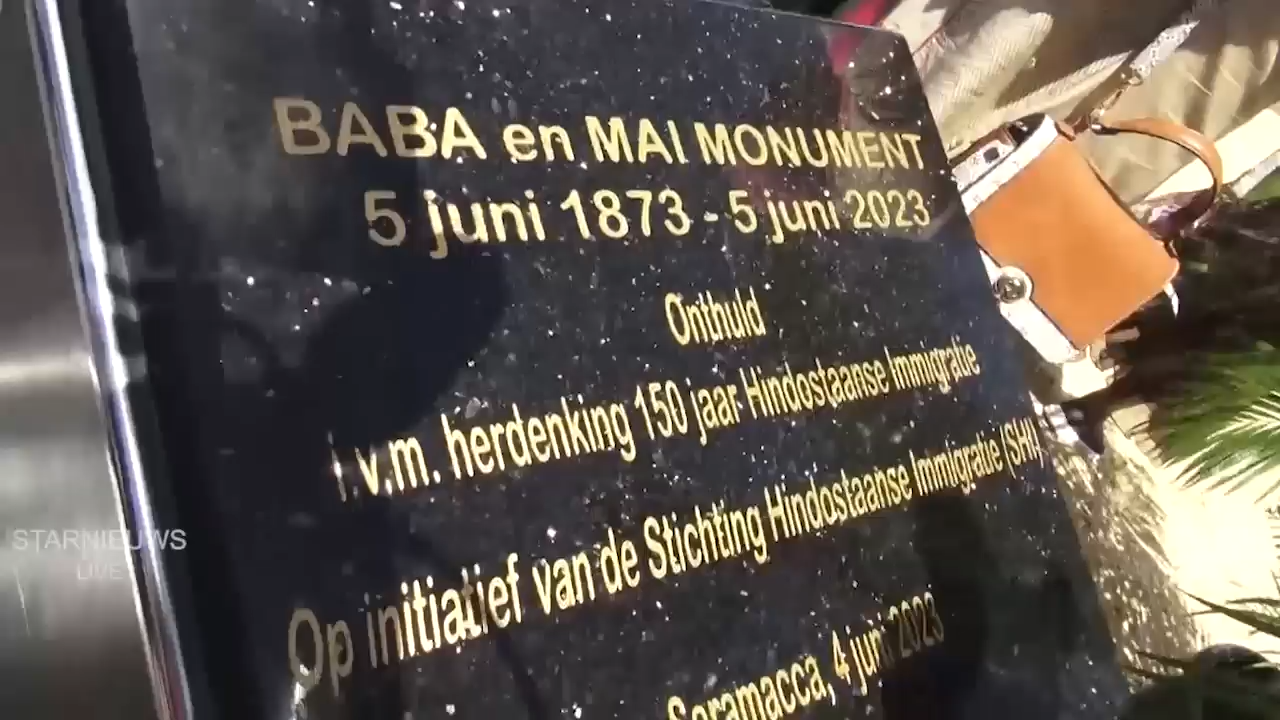 BABA en MAI MONUMENT
5 juni 1873 - 5 juni 2023
Onthuld
i.v.m. herdenking 150 jaar Hindostaanse Immigratie
Op initiatief van de Stichting Hindostaanse Immigratie (SHI)
Soramacca, 4 juni 2023
STARNIEUWS
LIVE